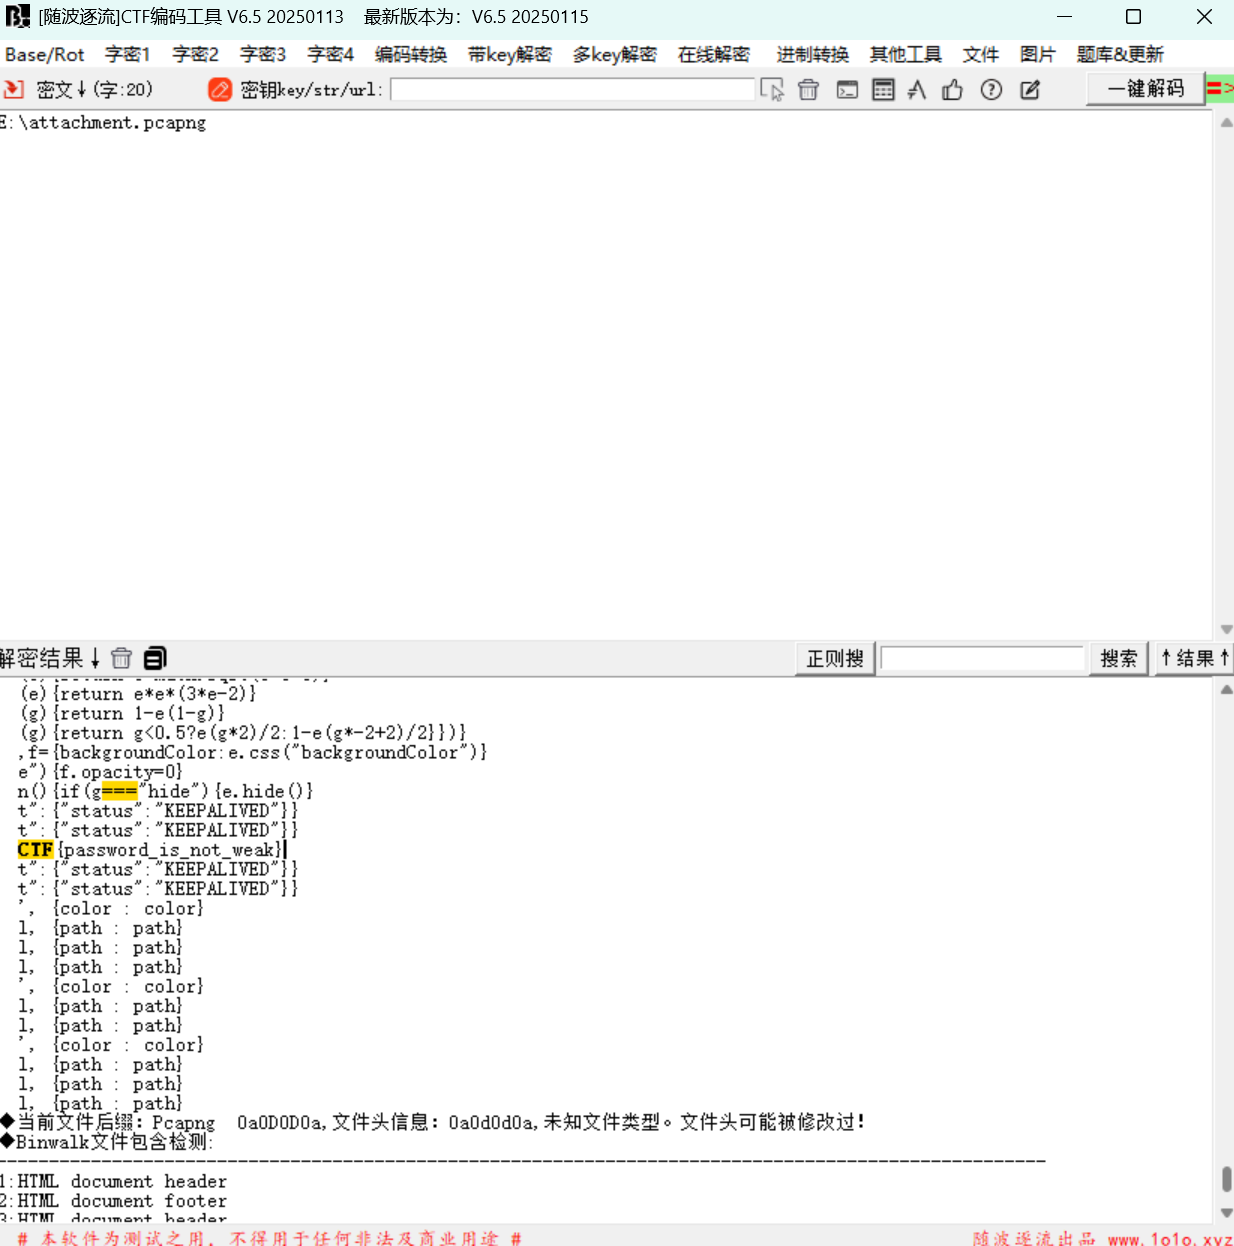 [随波逐流]CTF编码工具 V6.5 20250113 最新版本为：V6.5 20250115
Base/Rot 字密1 字密2 字密3 字密4 编码转换 带key解密 多key解密 在线解密 进制转换 其他工具 文件 图片 题库&更新
密文↓(字:20) 密钥key/str/url: 一键解码 =>
E:\attachment.pcapng
解密结果↓ 正则搜 搜索 ↑结果↑
(e){return e*e*(3*e-2)}
(g){return 1-e(1-g)}
(g){return g<0.5?e(g*2)/2:1-e(g*-2+2)/2}})}
,f={backgroundColor:e.css("backgroundColor")}
e"){f.opacity=0}
n(){if(g==="hide"){e.hide()}
t":{"status":"KEEPALIVED"}}
t":{"status":"KEEPALIVED"}}
CTF{password_is_not_weak}
t":{"status":"KEEPALIVED"}}
t":{"status":"KEEPALIVED"}}
', {color : color}
l, {path : path}
l, {path : path}
l, {path : path}
', {color : color}
l, {path : path}
l, {path : path}
', {color : color}
l, {path : path}
l, {path : path}
l, {path : path}
◆当前文件后缀：Pcapng 0a0D0D0a,文件头信息：0a0d0d0a,未知文件类型。文件头可能被修改过！
◆Binwalk文件包含检测:
1:HTML document header
2:HTML document footer
3:HTML document header
# 本软件为测试之用，不得用于任何非法及商业用途 # 随波逐流出品 www.1o1o.xyz